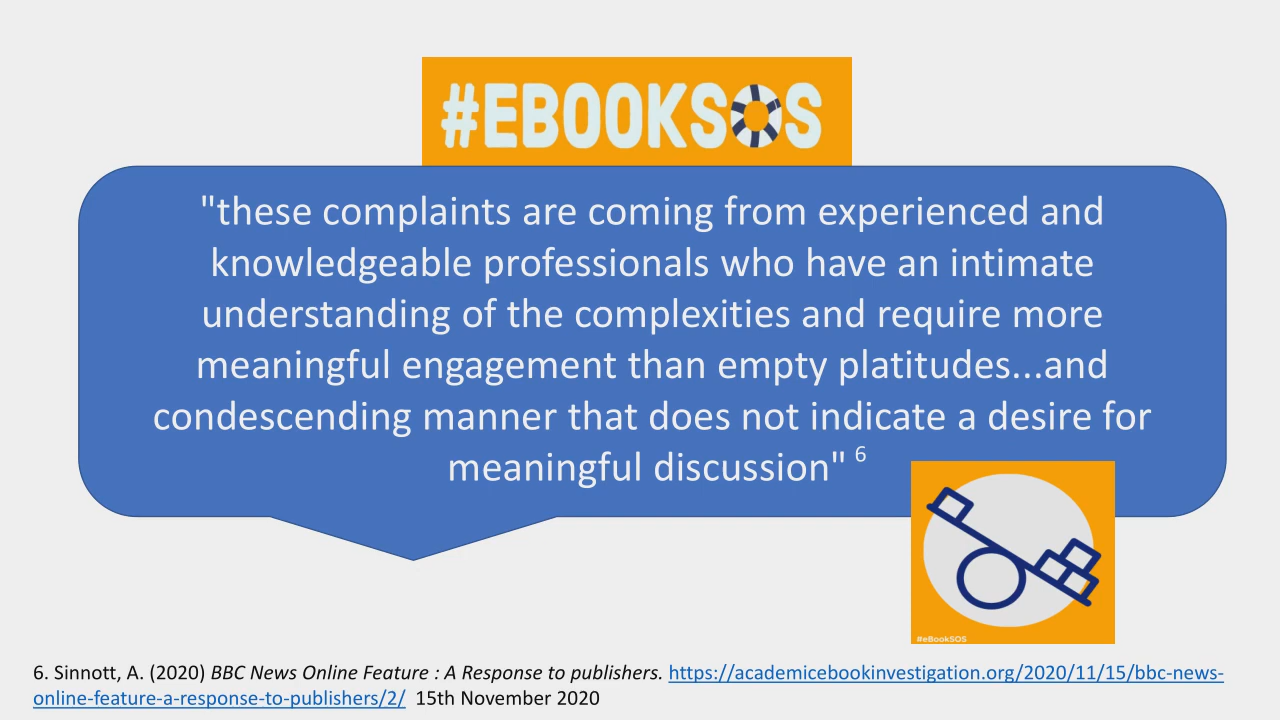 #EBOOKSOS
"these complaints are coming from experienced and
knowledgeable professionals who have an intimate
understanding of the complexities and require more
meaningful engagement than empty platitudes...and
condescending manner that does not indicate a desire for
meaningful discussion" 6
#eBookSOS
6. Sinnott, A. (2020) BBC News Online Feature : A Response to publishers. https://academicebookinvestigation.org/2020/11/15/bbc-news-
online-feature-a-response-to-publishers/2/ 15th November 2020